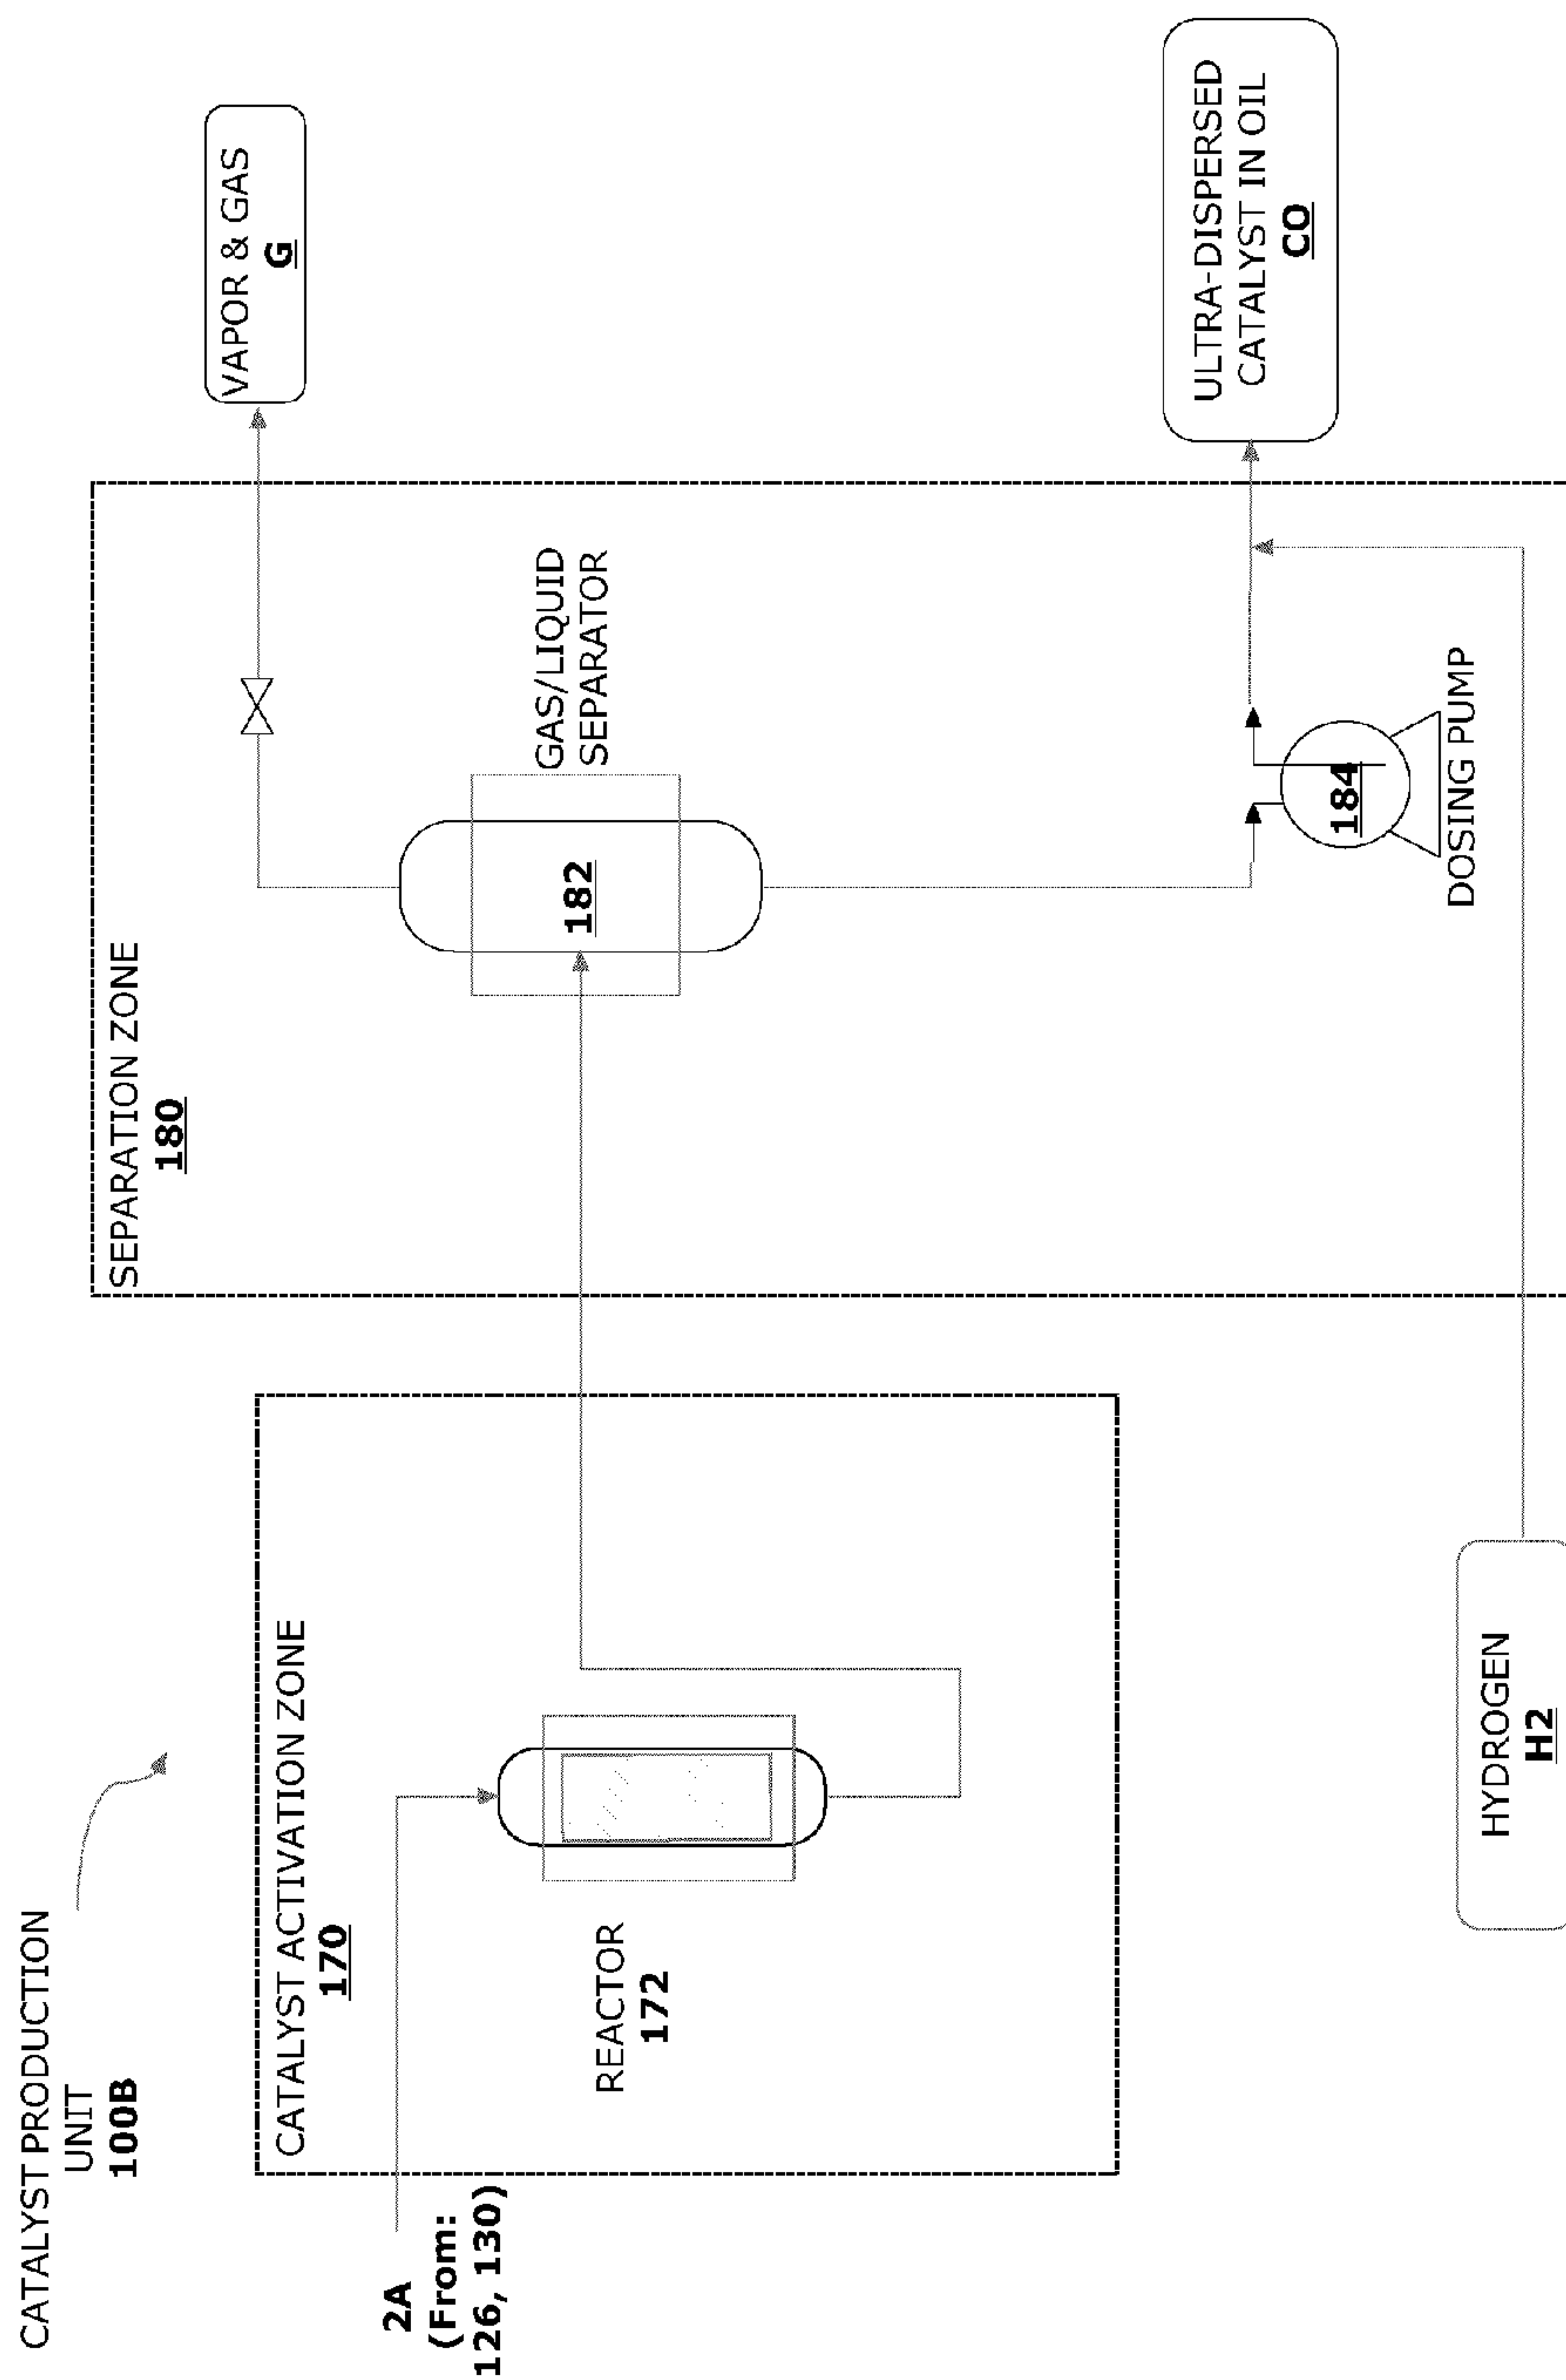 CATALYST PRODUCTION
UNIT
100B
2A
(From:
126, 130)
CATALYST ACTIVATION ZONE
170
REACTOR
172
SEPARATION ZONE
180
GAS/LIQUID
SEPARATOR
182
VAPOR & GAS
G
184
DOSING PUMP
ULTRA-DISPERSED
CATALYST IN OIL
CO
HYDROGEN
H2